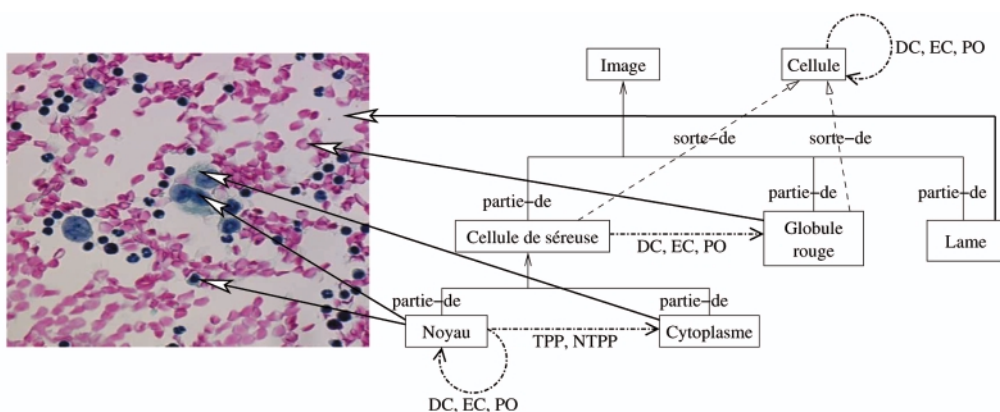 Image
Cellule
DC, EC, PO
sorte-de
sorte-de
partie-de
partie-de
partie-de
Cellule de séreuse
DC, EC, PO
Globule
rouge
Lame
partie-de
partie-de
Noyau
TPP, NTPP
Cytoplasme
DC, EC, PO